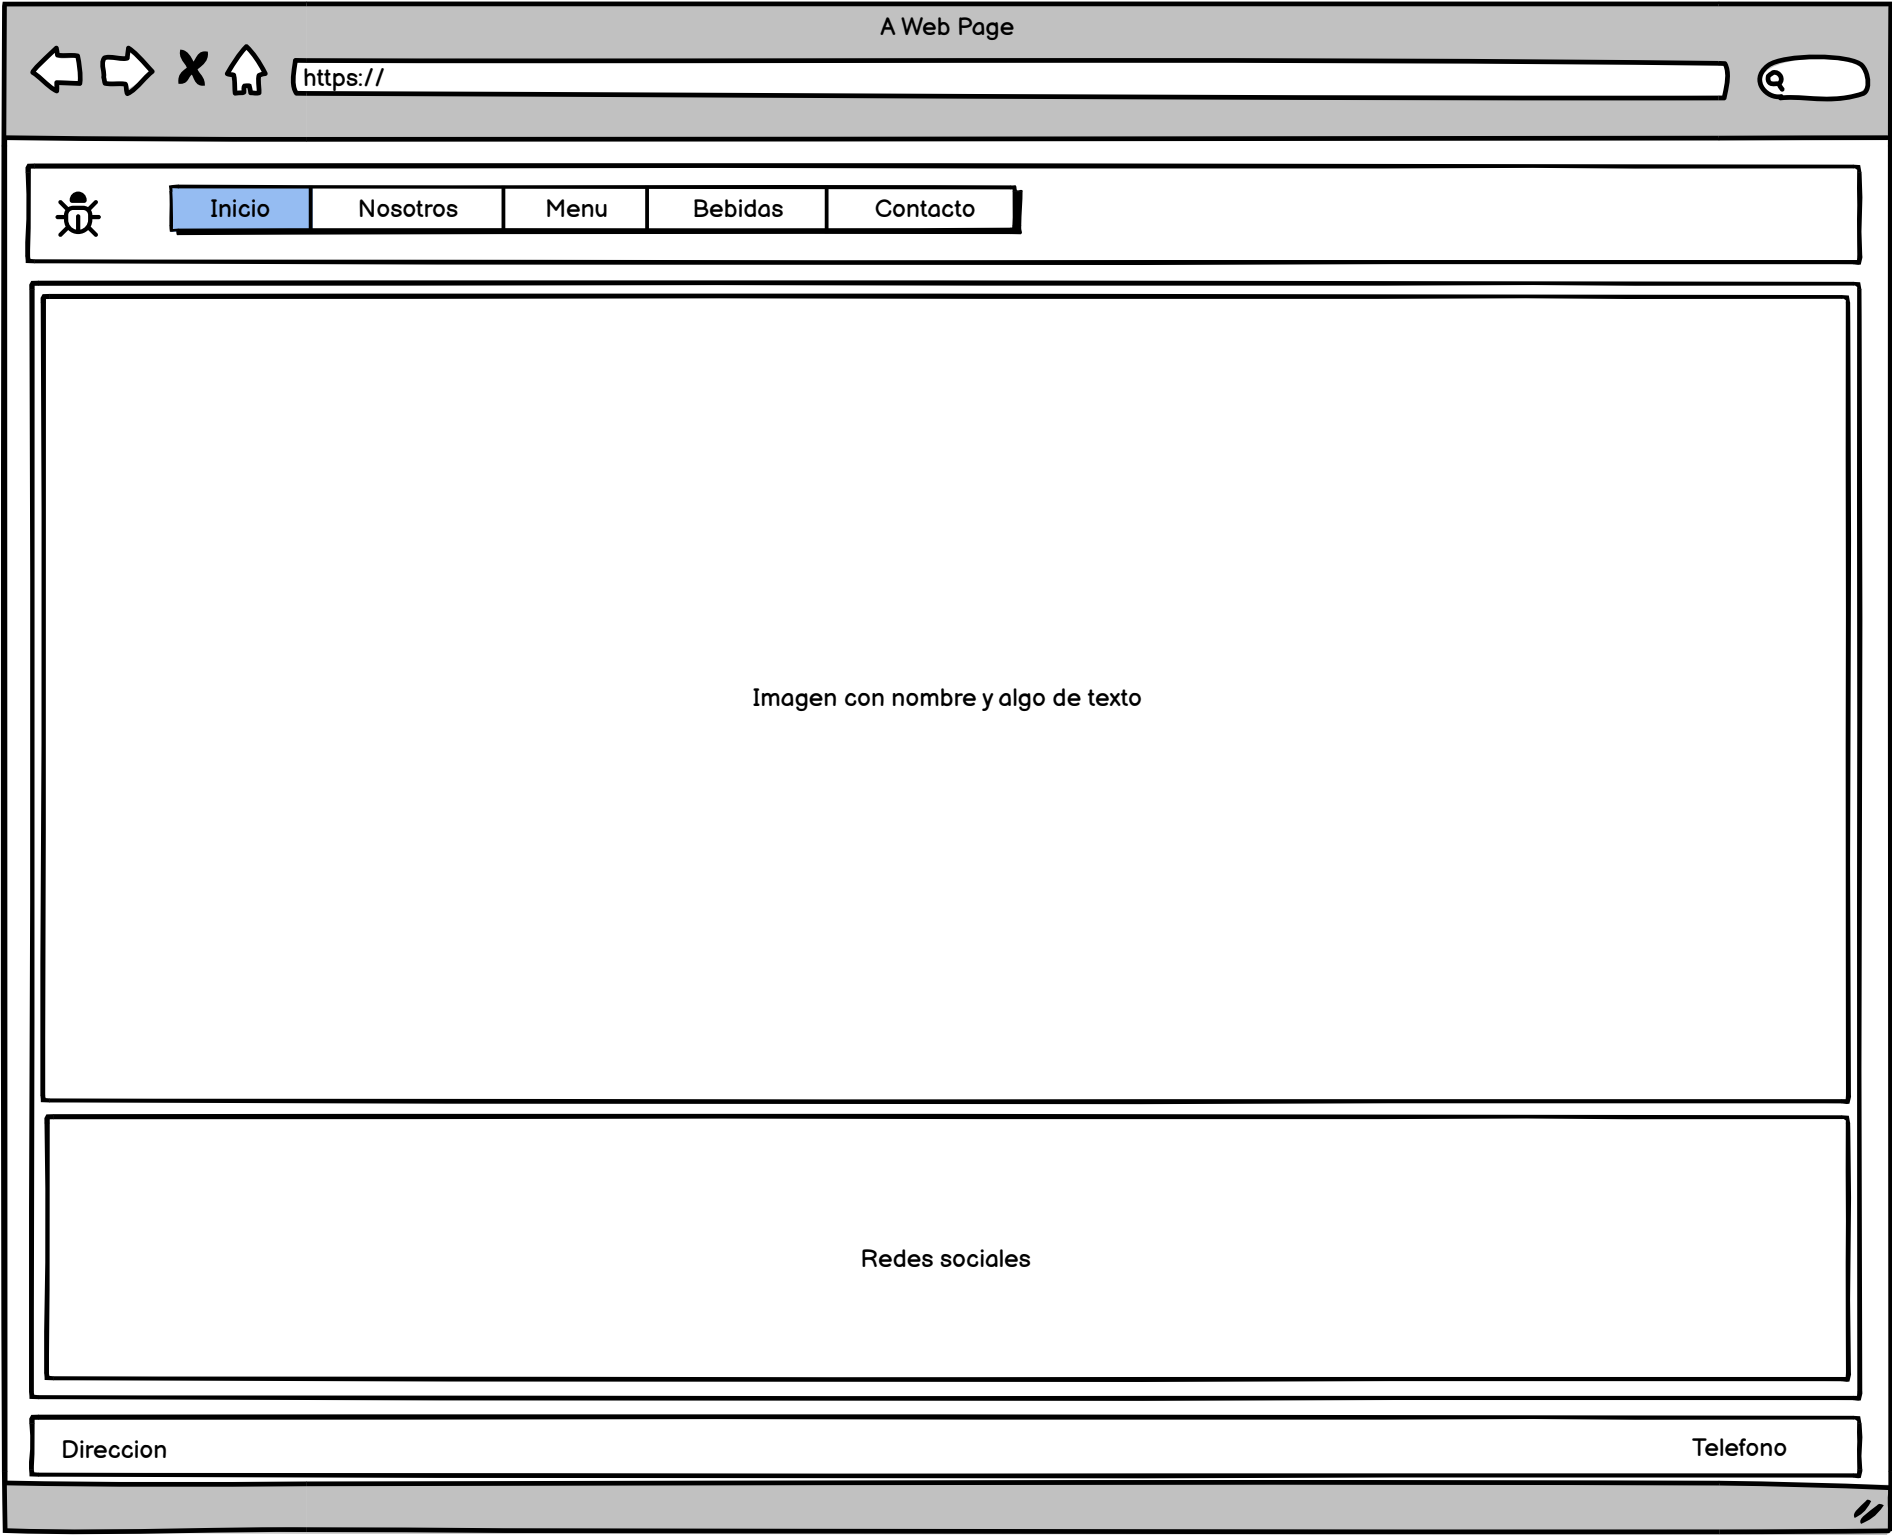 A Web Page
https://
Inicio Nosotros Menu Bebidas Contacto
Imagen con nombre y algo de texto
Redes sociales
Direccion Telefono